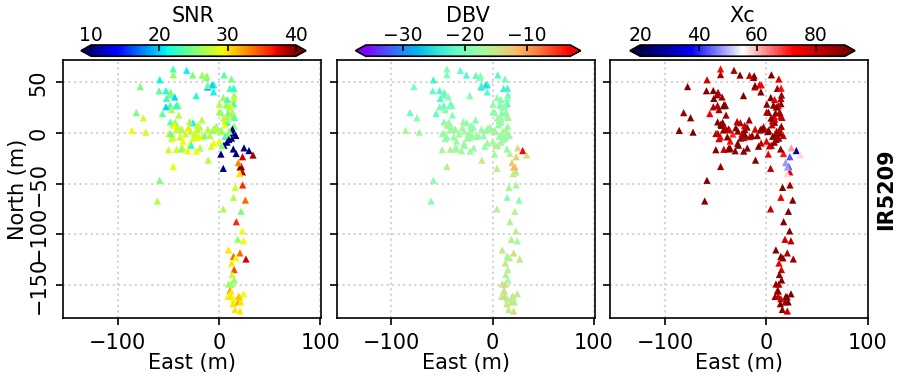 SNR DBV Xc
10 20 30 40 −30 −20 −10 20 40 60 80
50
0
−50
−100
−150
North (m)
−100 0 100 −100 0 100 −100 0 100
East (m) East (m) East (m)
IR5209